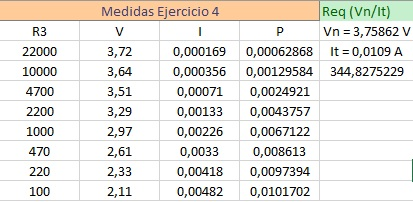 Medidas Ejercicio 4 Req (Vn/It)
R3 V I P Vn = 3,75862 V
22000 3,72 0,000169 0,00062868 It = 0,0109 A
10000 3,64 0,000356 0,00129584 344,8275229
4700 3,51 0,00071 0,0024921
2200 3,29 0,00133 0,0043757
1000 2,97 0,00226 0,0067122
470 2,61 0,0033 0,008613
220 2,33 0,00418 0,0097394
100 2,11 0,00482 0,0101702